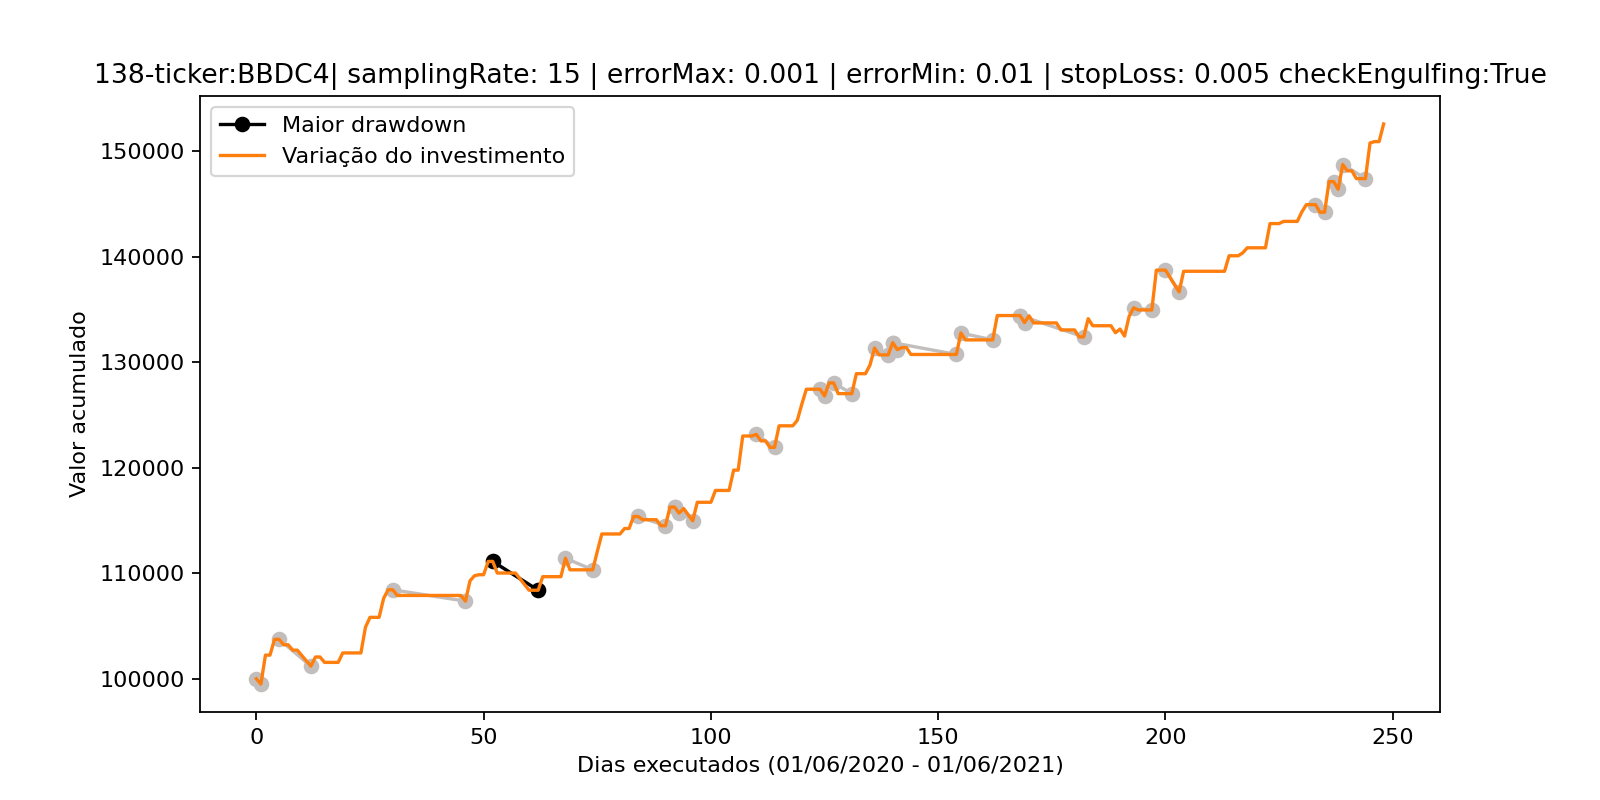 138-ticker:BBDC4| samplingRate: 15 | errorMax: 0.001 | errorMin: 0.01 | stopLoss: 0.005 checkEngulfing:True
Maior drawdown
Variação do investimento
Valor acumulado
150000
140000
130000
120000
110000
100000
0 50 100 150 200 250
Dias executados (01/06/2020 - 01/06/2021)